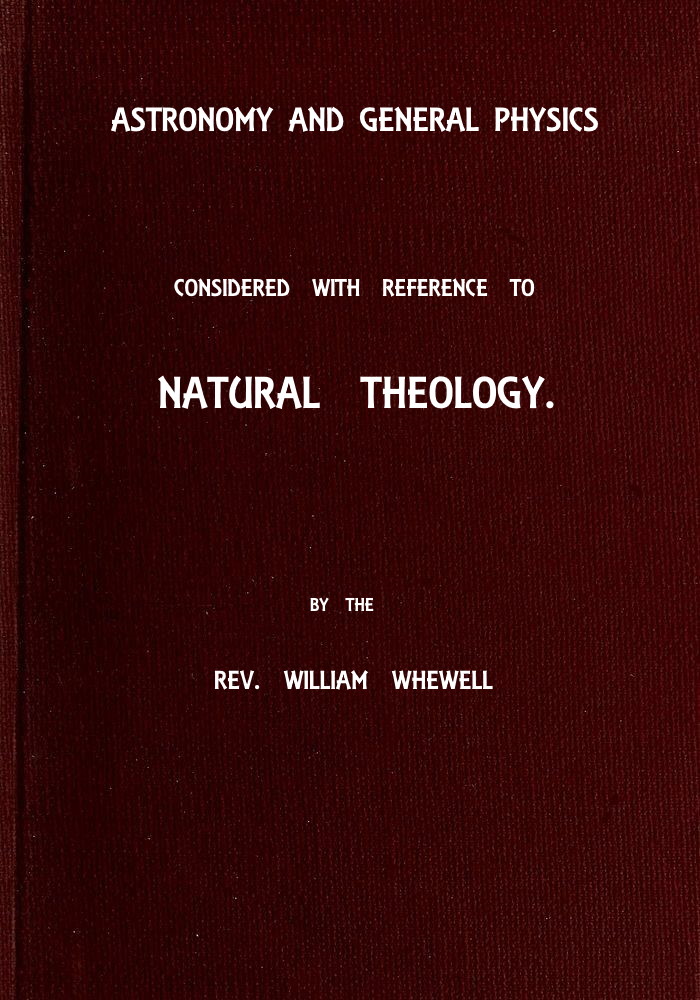 ASTRONOMY AND GENERAL PHYSICS
CONSIDERED WITH REFERENCE TO
NATURAL THEOLOGY.
BY THE
REV. WILLIAM WHEWELL